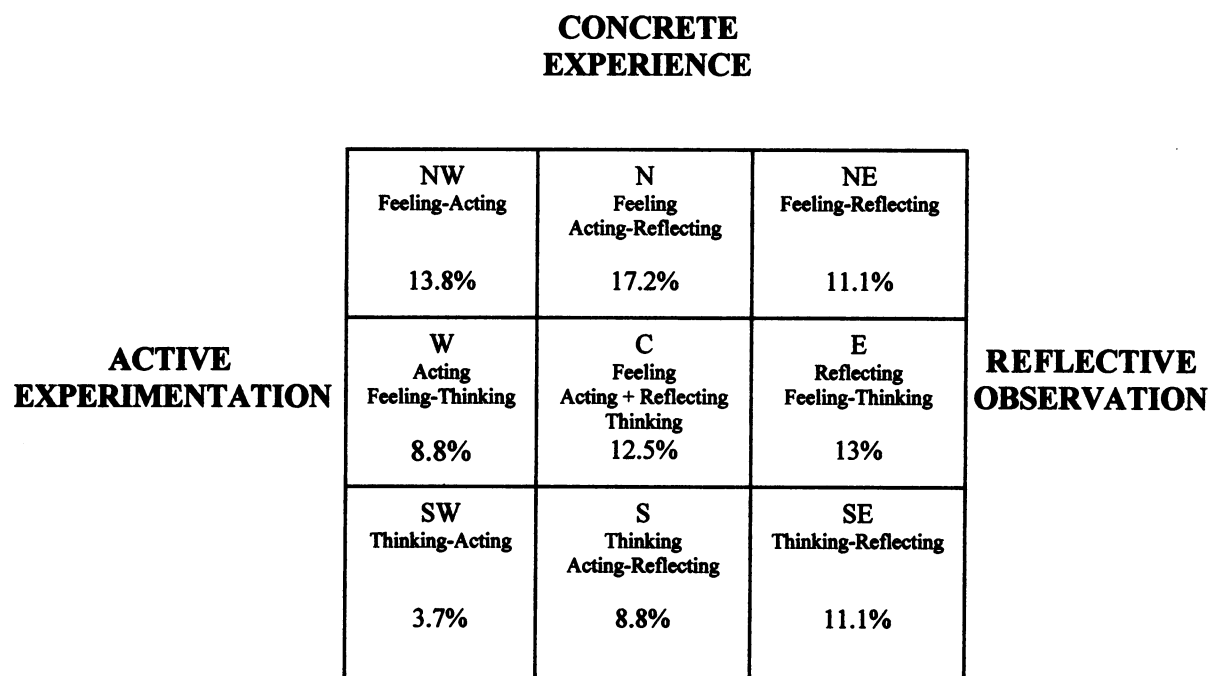 CONCRETE
EXPERIENCE
NW
Feeling-Acting
13.8%
N
Feeling
Acting-Reflecting
17.2%
NE
Feeling-Reflecting
11.1%
ACTIVE
EXPERIMENTATION
W
Acting
Feeling-Thinking
8.8%
C
Feeling
Acting + Reflecting
Thinking
12.5%
E
Reflecting
Feeling-Thinking
13%
REFLECTIVE
OBSERVATION
SW
Thinking-Acting
3.7%
S
Thinking
Acting-Reflecting
8.8%
SE
Thinking-Reflecting
11.1%